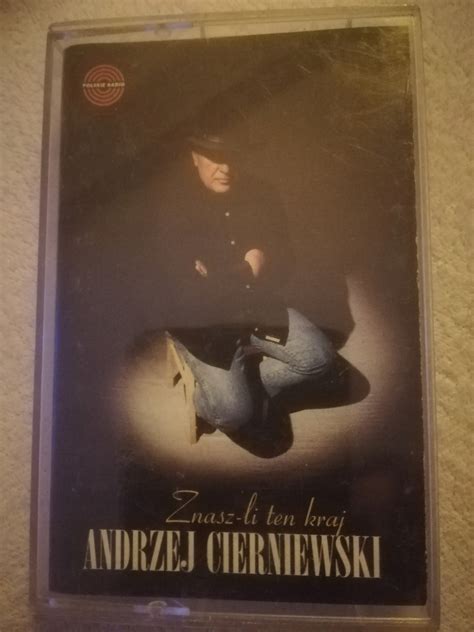 POLSKIE RADIO
Znasz-li ten kraj
ANDRZEJ CIERNIEWSKI